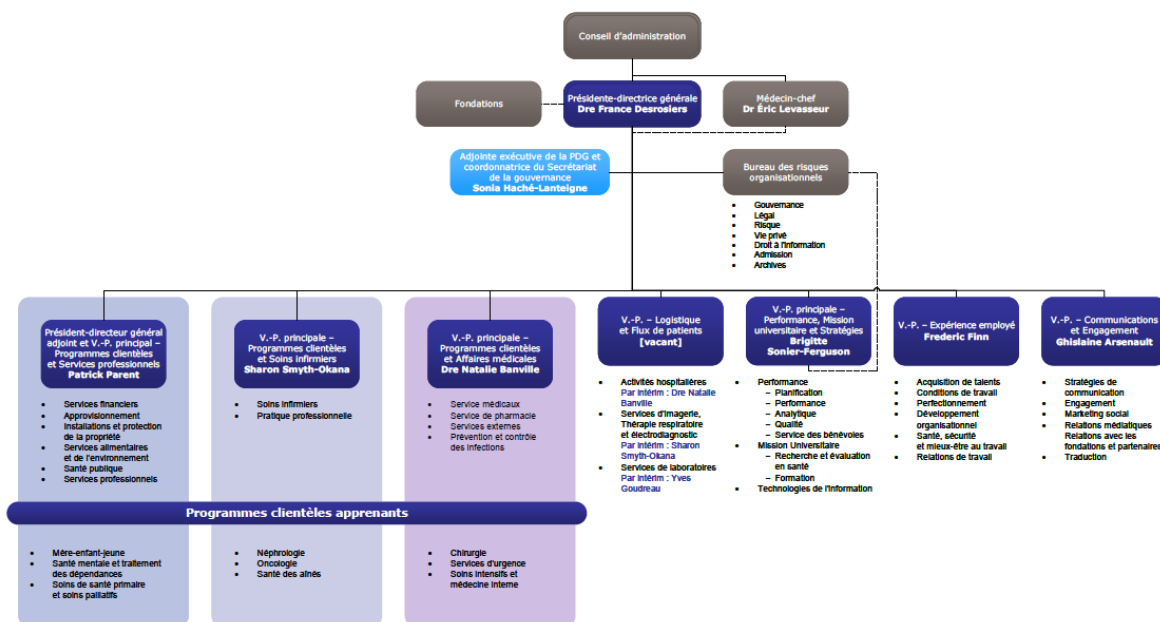 Conseil d'administration
Fondations
Présidente-directrice générale
Dre France Desrosiers
Médecin-chef
Dr Éric Levasseur
Adjointe exécutive de la PDG et
coordonnatrice du Secrétariat
de la gouvernance
Sonia Haché-Lanteigne
Bureau des risques
organisationnels
• Gouvernance
• Légal
• Risque
• Vie privé
• Droit à l'information
• Admission
• Archives
Président-directeur général
adjoint et V.-P. principal –
Programmes clientèles
et Services professionnels
Patrick Parent
• Services financiers
• Approvisionnement
• Installations et protection
de la propriété
• Services alimentaires
et de l'environnement
• Santé publique
• Services professionnels
V.-P. principale –
Programmes clientèles
et Soins infirmiers
Sharon Smyth-Okana
• Soins infirmiers
• Pratique professionnelle
V.-P. principale –
Programmes clientèles
et Affaires médicales
Dre Natalie Banville
• Service médicaux
• Service de pharmacie
• Services externes
• Prévention et contrôle
des infections
V.-P. – Logistique
et Flux de patients
[vacant]
• Activités hospitalières
Par intérim : Dre Natalie
Banville
• Services d'imagerie,
Thérapie respiratoire
et électrodiagnostic
Par intérim : Sharon
Smyth-Okana
• Services de laboratoires
Par intérim : Yves
Goudreau
V.-P. principale –
Performance, Mission
universitaire et Stratégies
Brigitte
Sonier-Ferguson
• Performance
– Planification
– Performance
– Analytique
– Qualité
– Service des bénévoles
• Mission Universitaire
– Recherche et évaluation
en santé
– Formation
• Technologies de l'information
V.-P. – Expérience employé
Frederic Finn
• Acquisition de talents
• Conditions de travail
• Perfectionnement
• Développement
organisationnel
• Santé, sécurité
et mieux-être au travail
• Relations de travail
V.-P. – Communications
et Engagement
Ghislaine Arsenault
• Stratégies de
communication
• Engagement
• Marketing social
• Relations médiatiques
Relations avec les
fondations et partenaires
• Traduction
Programmes clientèles apprenants
• Mère-enfant-jeune
• Santé mentale et traitement
des dépendances
• Soins de santé primaire
et soins palliatifs
• Néphrologie
• Oncologie
• Santé des aînés
• Chirurgie
• Services d'urgence
• Soins intensifs et
médecine interne